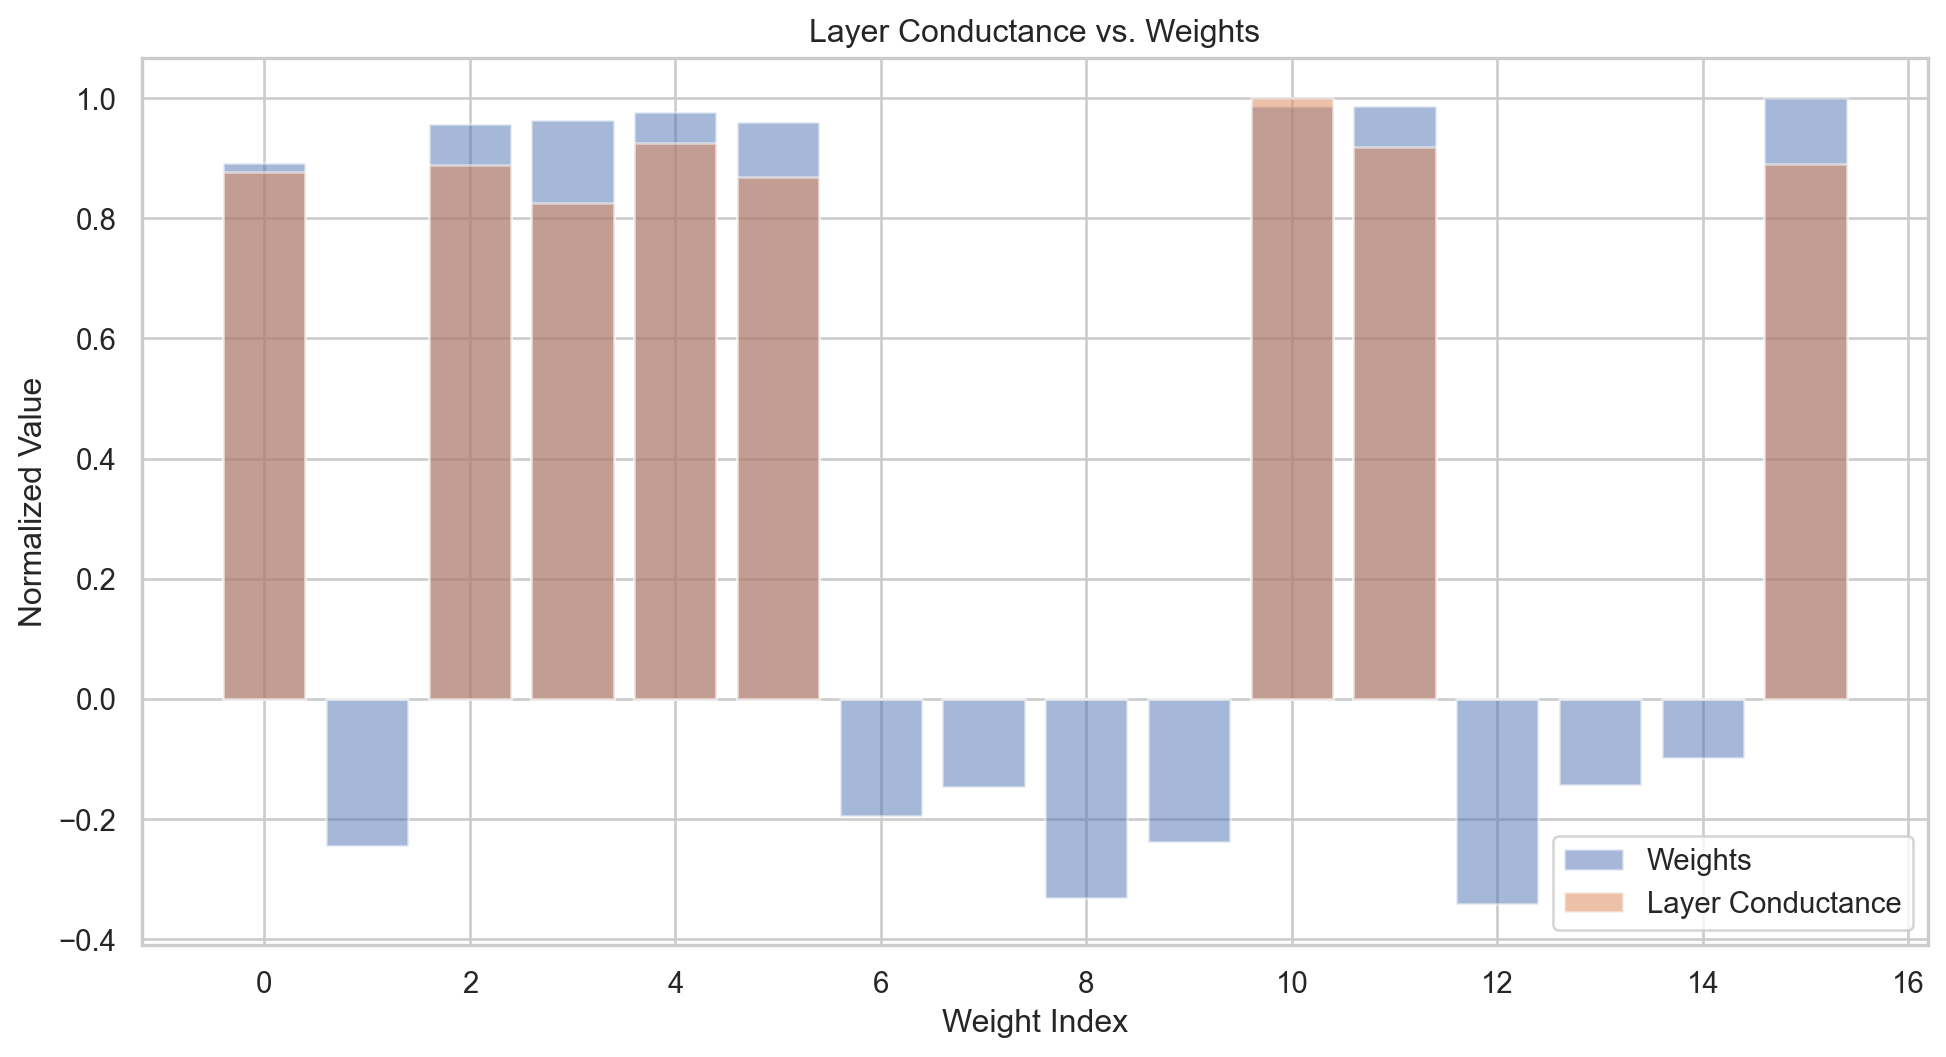 Layer Conductance vs. Weights
Normalized Value
1.0
0.8
0.6
0.4
0.2
0.0
−0.2
−0.4
0 2 4 6 8 10 12 14 16
Weight Index
Weights
Layer Conductance